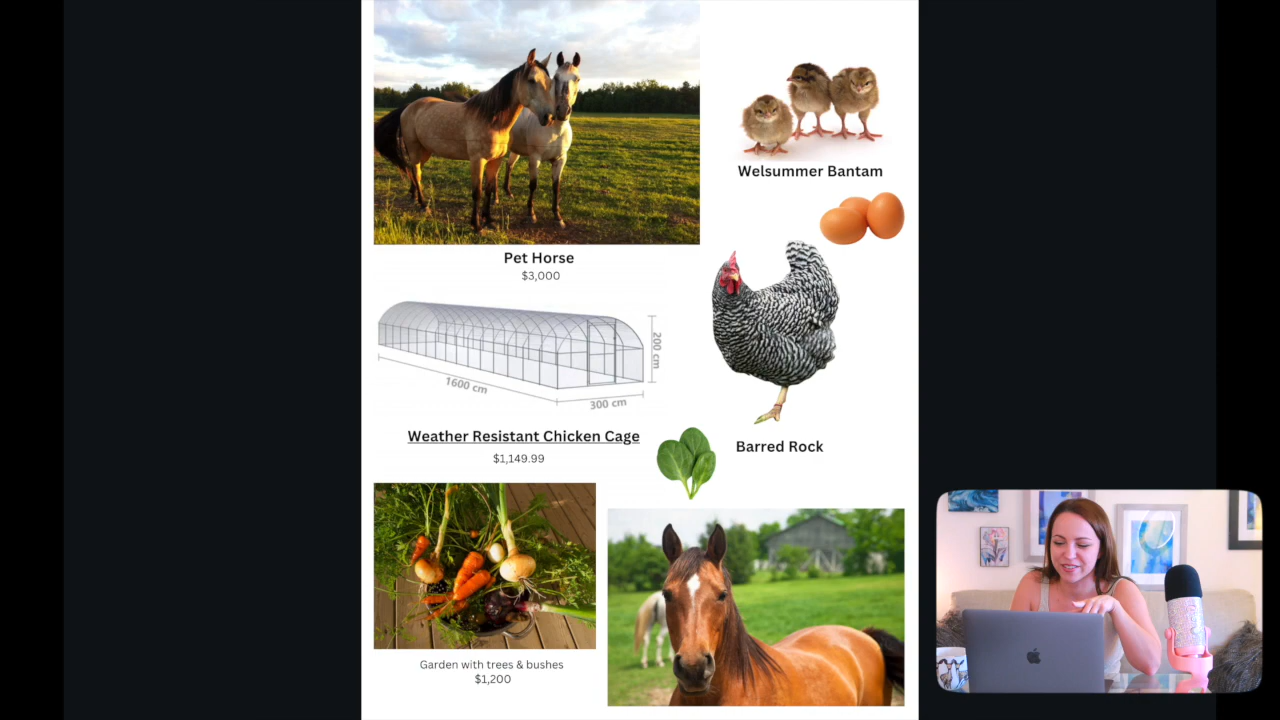 Welsummer Bantam
Pet Horse
$3,000
200 cm
1600 cm
300 cm
Weather Resistant Chicken Cage
$1,149.99
Barred Rock
Garden with trees & bushes
$1,200